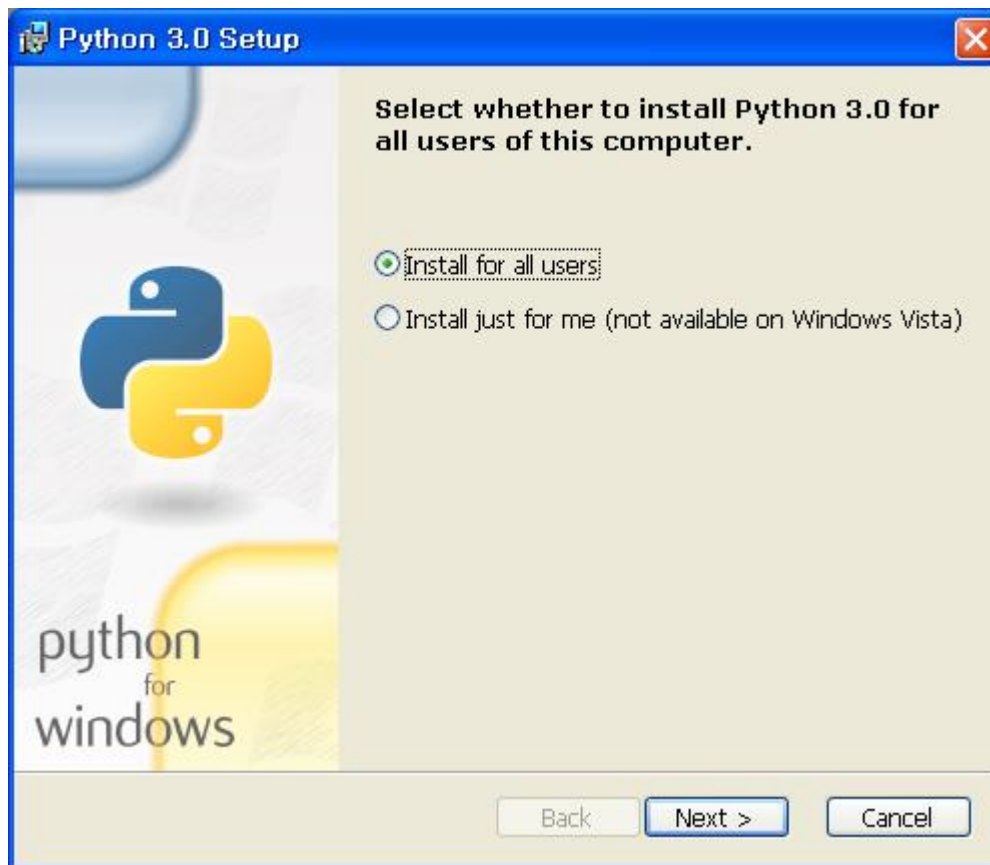 Python 3.0 Setup
Select whether to install Python 3.0 for
all users of this computer.
Install for all users
Install just for me (not available on Windows Vista)
python
for
windows
Back
Next >
Cancel